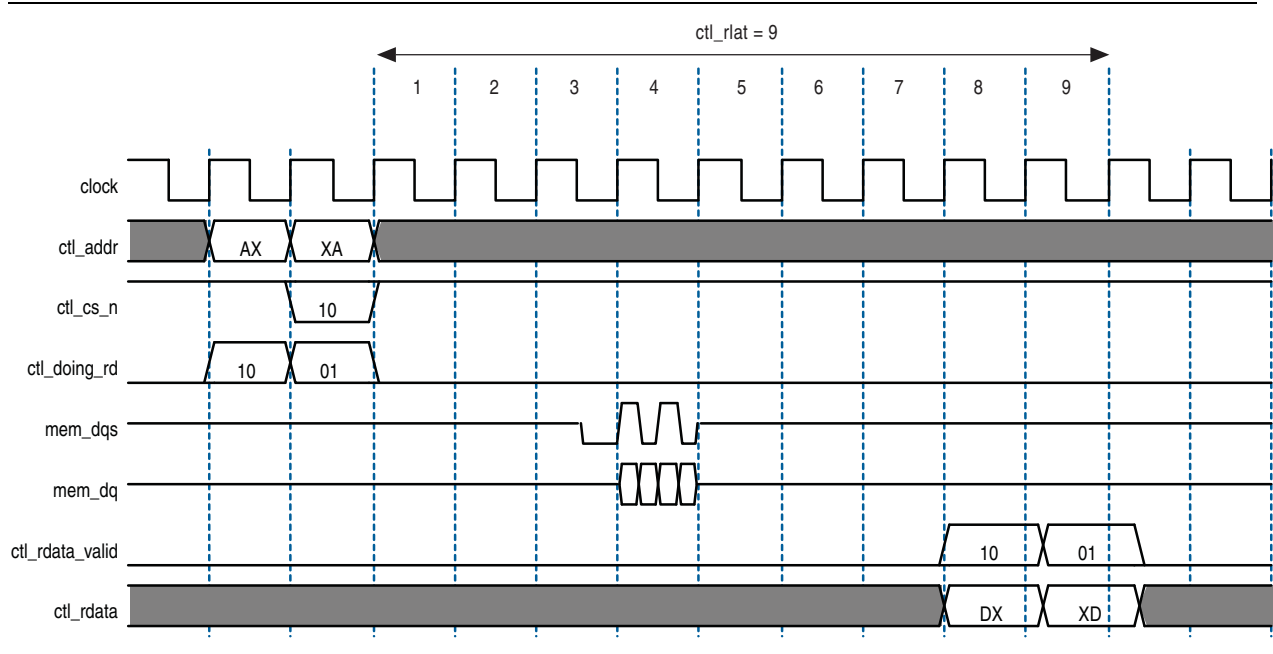 ctl_rlat = 9
1 2 3 4 5 6 7 8 9
clock
ctl_addr AX XA
ctl_cs_n 10
ctl_doing_rd 10 01
mem_dqs
mem_dq
ctl_rdata_valid 10 01
ctl_rdata DX XD